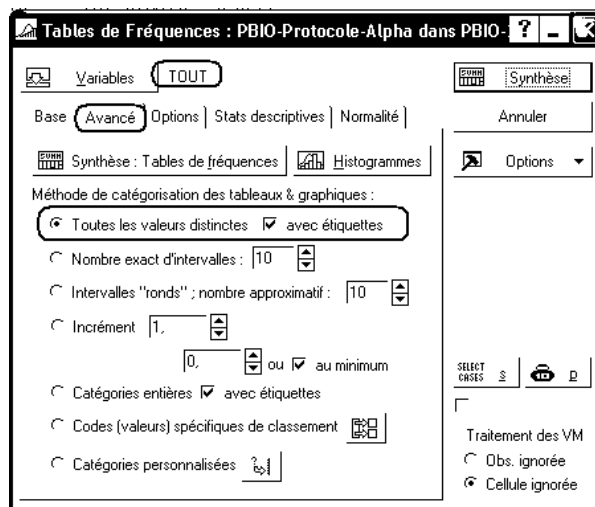 Tables de Fréquences : PBIO-Protocole-Alpha dans PBIO-
Variables TOUT
Synthèse
Base Avancé Options Stats descriptives Normalité
Annuler
Synthèse : Tables de fréquences Histogrammes
Options
Méthode de catégorisation des tableaux & graphiques :
Toutes les valeurs distinctes avec étiquettes
Nombre exact d'intervalles : 10
Intervalles "ronds" ; nombre approximatif : 10
Incrément 1,
0, ou au minimum
SELECT CASES S D
Catégories entières avec étiquettes
Codes (valeurs) spécifiques de classement
Traitement des VM
Catégories personnalisées
Obs. ignorée
Cellule ignorée